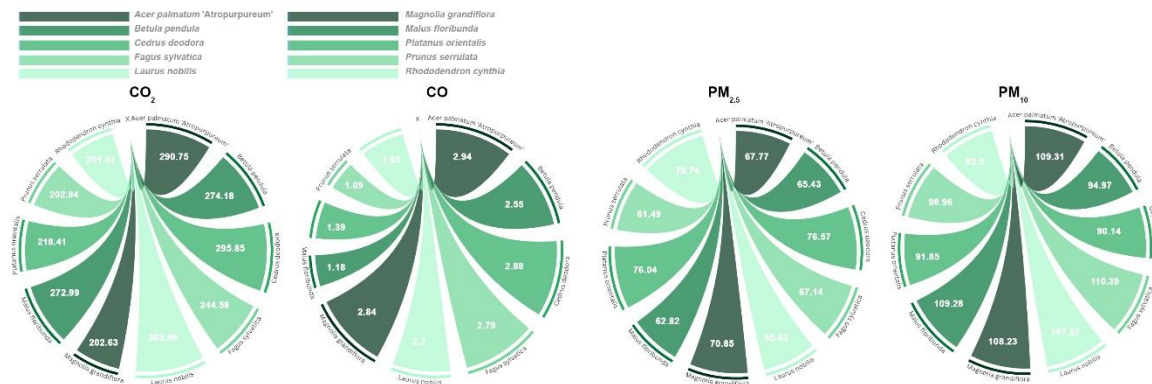 Acer palmatum 'Atropurpureum'
Betula pendula
Cedrus deodora
Fagus sylvatica
Laurus nobilis
Magnolia grandiflora
Malus floribunda
Platanus orientalis
Prunus serrulata
Rhododendron cynthia
CO2
X
Acer palmatum 'Atropurpureum'
Betula pendula
Cedrus deodora
Fagus sylvatica
Laurus nobilis
Magnolia grandiflora
Malus floribunda
Platanus orientalis
Prunus serrulata
Rhododendron cynthia
290.75
274.18
295.85
244.58
202.63
272.99
218.41
202.94
CO
x
Acer palmatum 'Atropurpureum'
Betula pendula
Cedrus deodora
Fagus sylvatica
Laurus nobilis
Magnolia grandiflora
Malus floribunda
Prunus serrulata
2.94
2.55
2.88
2.79
2.2
2.84
1.18
1.39
1.09
PM2.5
Acer palmatum 'Atropurpureum'
Betula pendula
Cedrus deodora
Fagus sylvatica
Laurus nobilis
Magnolia grandiflora
Malus floribunda
Platanus orientalis
Prunus serrulata
Rhododendron cynthia
67.77
65.43
76.57
67.14
70.85
62.82
76.04
61.49
79.74
PM10
Acer palmatum 'Atropurpureum'
Betula pendula
Fagus sylvatica
Laurus nobilis
Magnolia grandiflora
Malus floribunda
Platanus orientalis
Prunus serrulata
Rhododendron cynthia
109.31
94.97
90.14
110.39
107.67
108.23
109.28
91.85
98.96
92.9